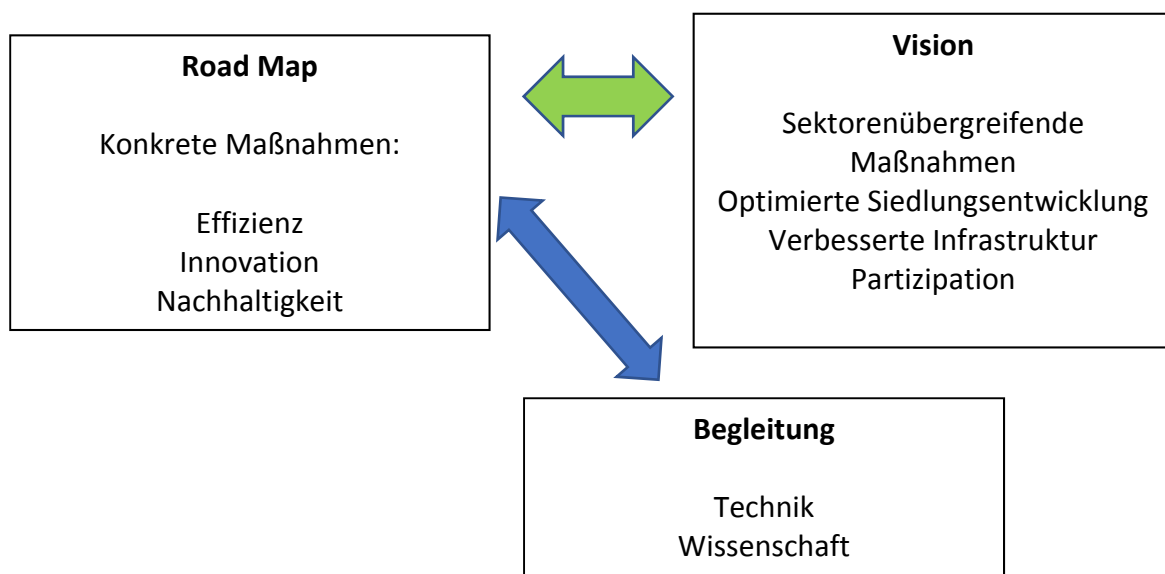 Road Map
Konkrete Maßnahmen:
Effizienz
Innovation
Nachhaltigkeit
Vision
Sektorenübergreifende
Maßnahmen
Optimierte Siedlungsentwicklung
Verbesserte Infrastruktur
Partizipation
Begleitung
Technik
Wissenschaft